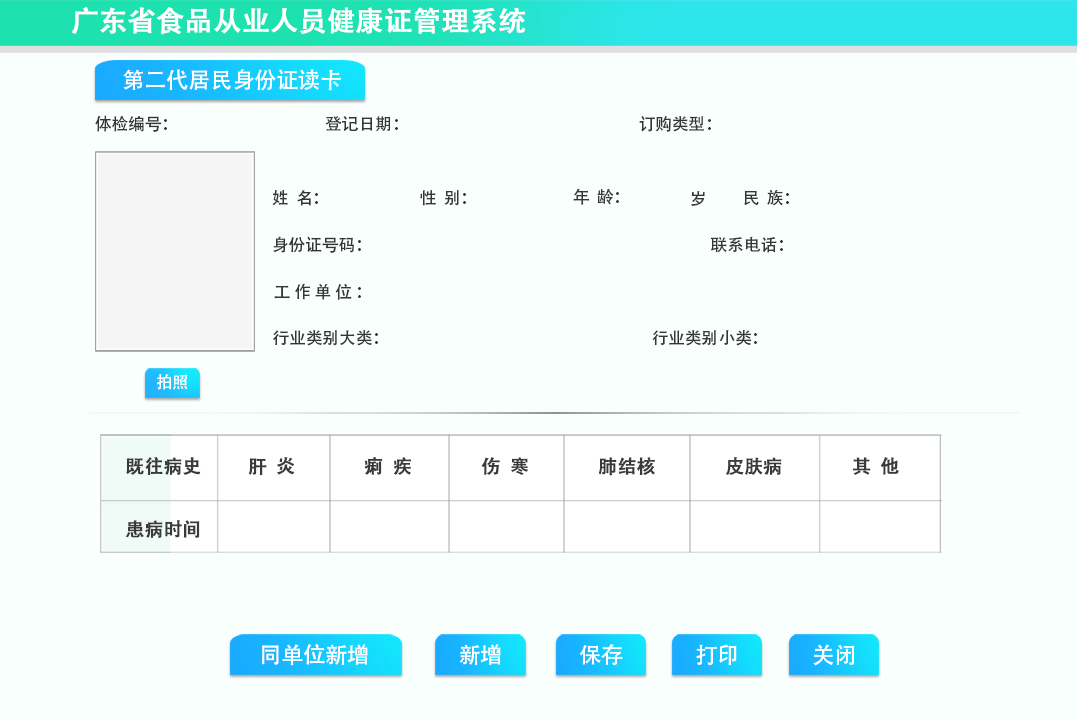 广东省食品从业人员健康证管理系统
第二代居民身份证读卡
体检编号: 登记日期: 订购类型:
姓 名: 性 别: 年 龄: 岁 民 族:
身份证号码: 联系电话:
工作单位:
行业类别大类: 行业类别小类:
拍照
既往病史 肝 炎 痢 疾 伤 寒 肺结核 皮肤病 其 他
患病时间
同单位新增 新增 保存 打印 关闭